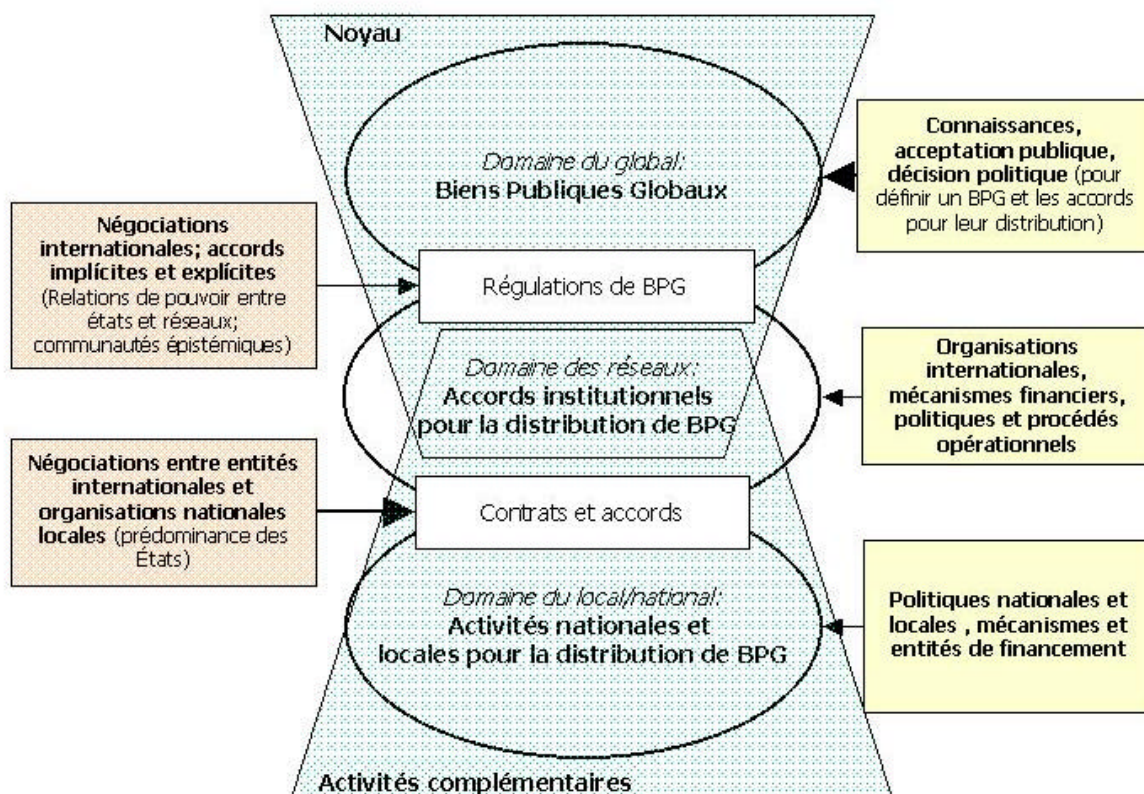 Noyau
Domaine du global:
Biens Publiques Globaux
Connaissances,
acceptation publique,
décision politique (pour
définir un BPG et les accords
pour leur distribution)
Négociations
internationales; accords
implícites et explícites
(Relations de pouvoir entre
états et réseaux;
communautés épistémiques)
Régulations de BPG
Domaine des réseaux:
Accords institutionnels
pour la distribution de BPG
Organisations
internationales,
mécanismes financiers,
politiques et procédés
opérationnels
Négociations entre entités
internationales et
organisations nationales
locales (prédominance des
États)
Contrats et accords
Domaine du local/national:
Activités nationales et
locales pour la distribution de BPG
Politiques nationales et
locales , mécanismes et
entités de financement
Activités complémentaires